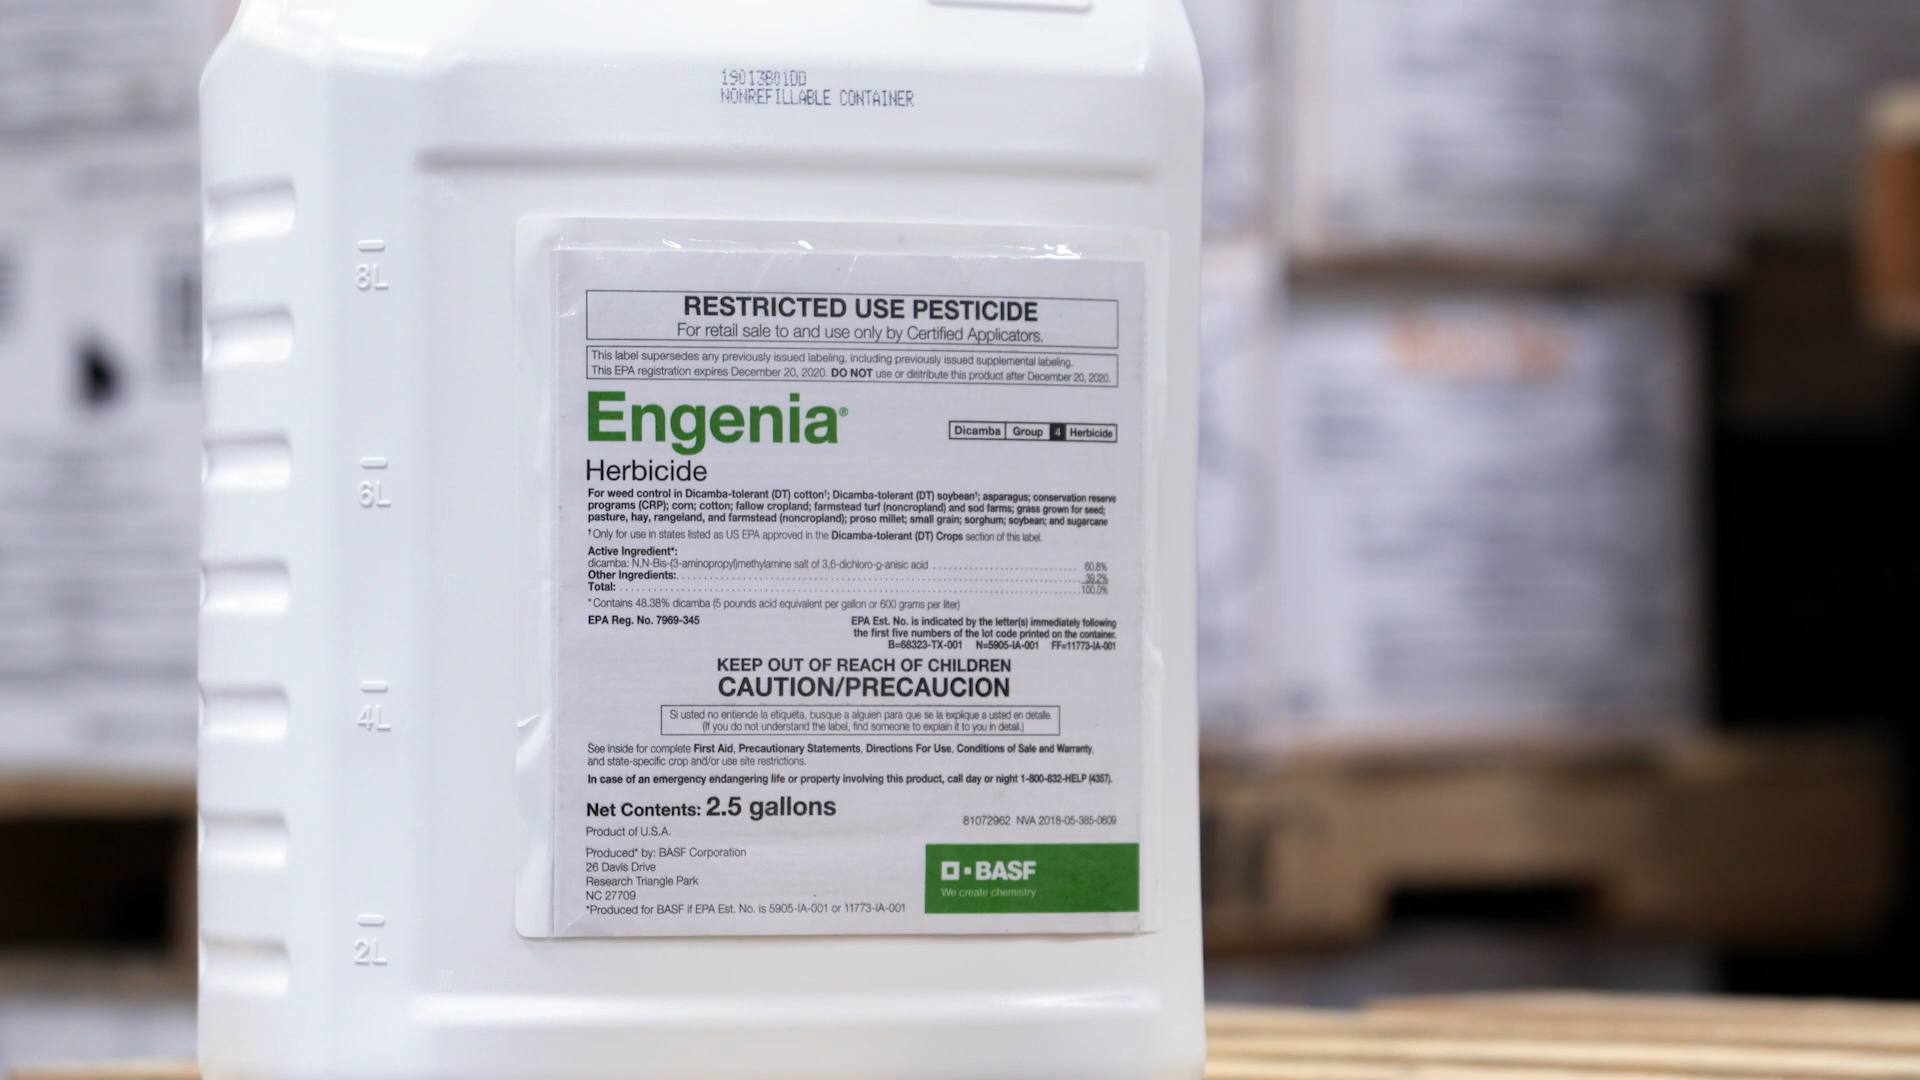 19013B01DD
NONREFILLABLE CONTAINER
8L
6L
4L
2L
RESTRICTED USE PESTICIDE
For retail sale to and use only by Certified Applicators.
This label supersedes any previously issued labeling, including previously issued supplemental labeling.
This EPA registration expires December 20, 2020. DO NOT use or distribute this product after December 20, 2020.
Engenia®
Dicamba Group 4 Herbicide
Herbicide
For weed control in Dicamba-tolerant (DT) cotton†; Dicamba-tolerant (DT) soybean†; asparagus; conservation reserve
programs (CRP); corn; cotton; fallow cropland; farmstead turf (noncropland) and sod farms; grass grown for seed;
pasture, hay, rangeland, and farmstead (noncropland); proso millet; small grain; sorghum; soybean; and sugarcane
†Only for use in states listed as US EPA approved in the Dicamba-tolerant (DT) Crops section of this label.
Active Ingredient*:
dicamba: N,N-Bis-(3-aminopropyl)methylamine salt of 3,6-dichloro-o-anisic acid 60.8%
Other Ingredients: 39.2%
Total: 100.0%
*Contains 48.38% dicamba (5 pounds acid equivalent per gallon or 600 grams per liter)
EPA Reg. No. 7969-345
EPA Est. No. is indicated by the letter(s) immediately following
the first five numbers of the lot code printed on the container.
B=68323-TX-001 N=5905-IA-001 FF=11773-IA-001
KEEP OUT OF REACH OF CHILDREN
CAUTION/PRECAUCION
Si usted no entiende la etiqueta, busque a alguien para que se la explique a usted en detalle.
(If you do not understand the label, find someone to explain it to you in detail.)
See inside for complete First Aid, Precautionary Statements, Directions For Use, Conditions of Sale and Warranty,
and state-specific crop and/or use site restrictions.
In case of an emergency endangering life or property involving this product, call day or night 1-800-832-HELP (4357).
Net Contents: 2.5 gallons
81072962 NVA 2018-05-385-0609
Product of U.S.A.
Produced* by: BASF Corporation
26 Davis Drive
Research Triangle Park
NC 27709
*Produced for BASF if EPA Est. No. is 5905-IA-001 or 11773-IA-001
BASF
We create chemistry